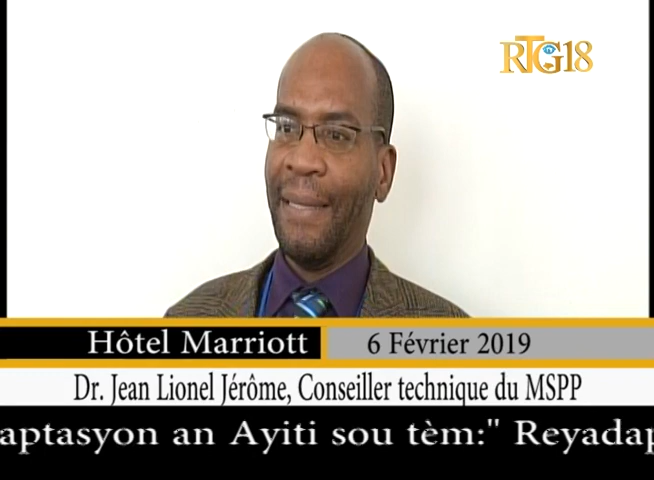 RTG18
Hôtel Marriott 6 Février 2019
Dr. Jean Lionel Jérôme, Conseiller technique du MSPP
aptasyon an Ayiti sou tèm:" Reyadap